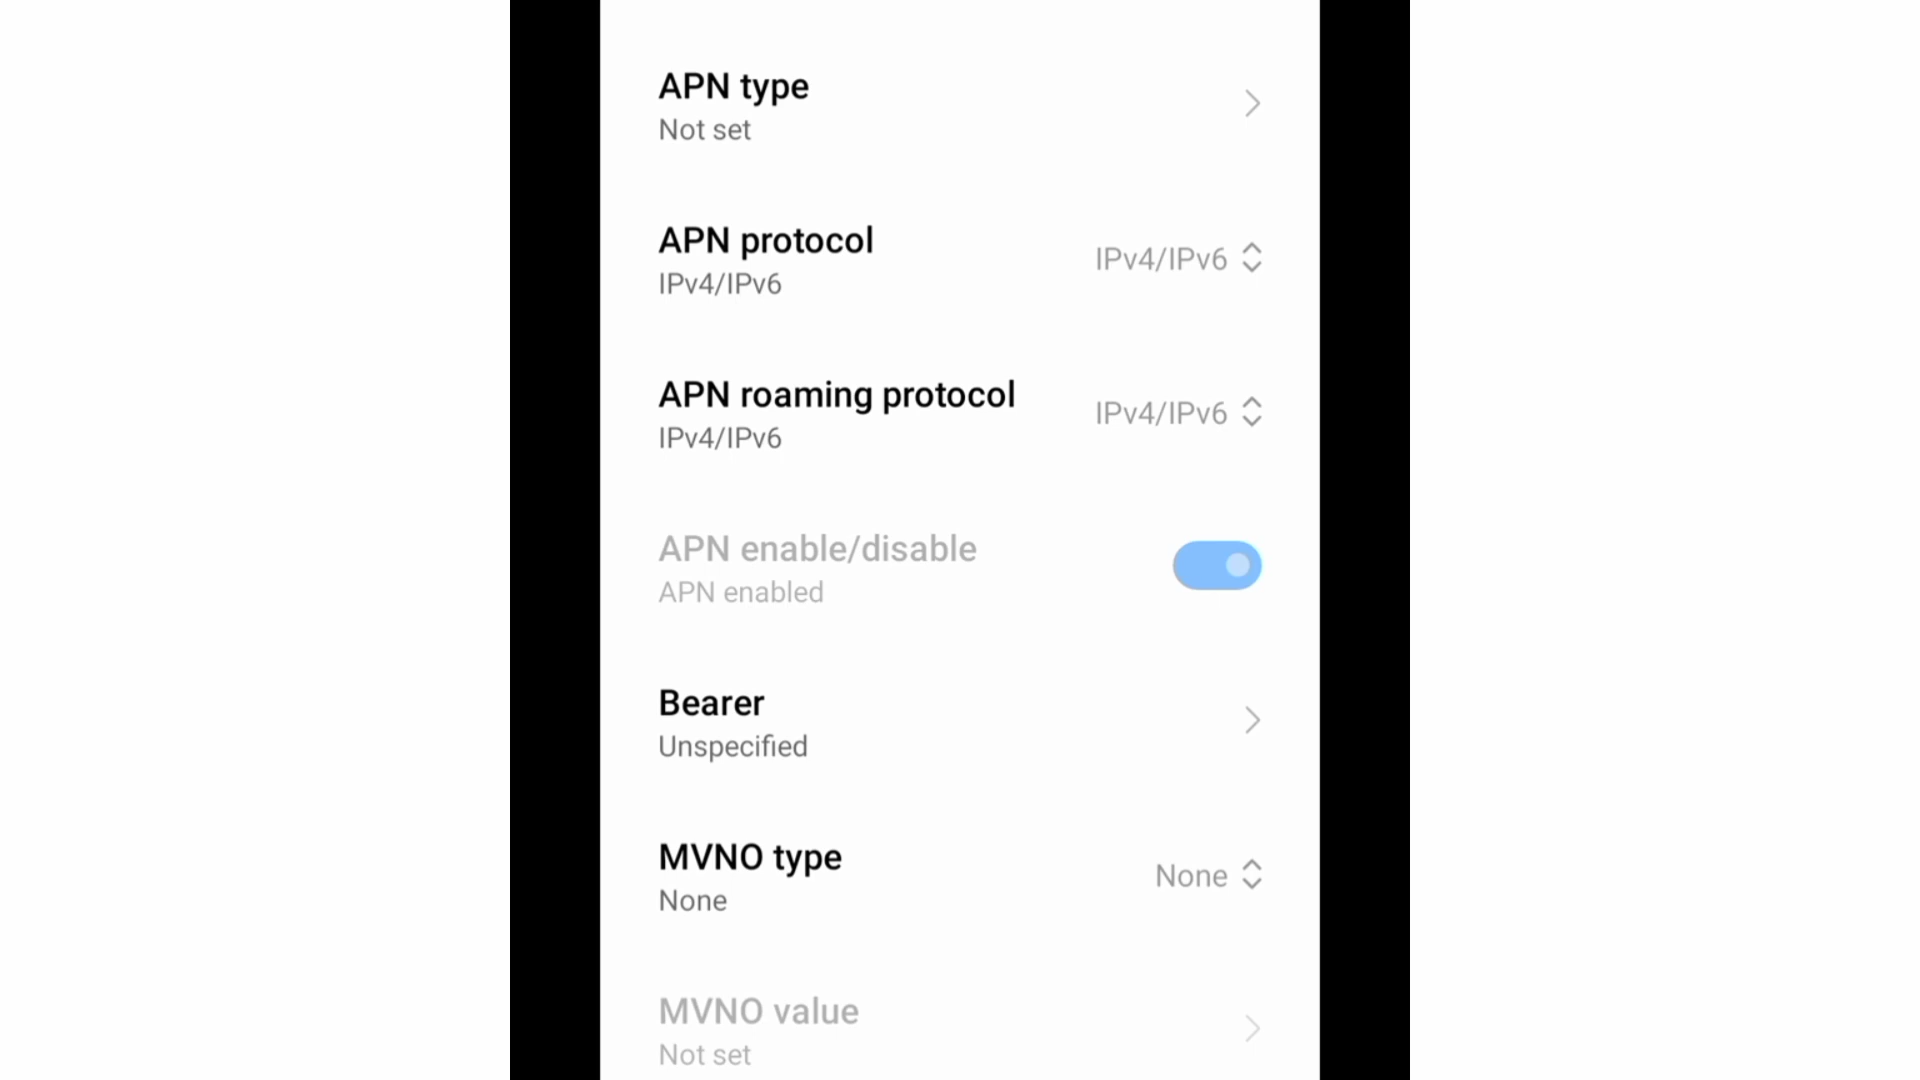 APN type
Not set
APN protocol
IPv4/IPv6
IPv4/IPv6
APN roaming protocol
IPv4/IPv6
IPv4/IPv6
APN enable/disable
APN enabled
Bearer
Unspecified
MVNO type
None
None
MVNO value
Not set